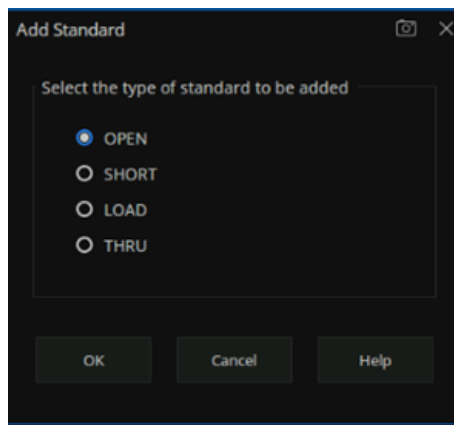 Add Standard
Select the type of standard to be added
OPEN
SHORT
LOAD
THRU
OK Cancel Help